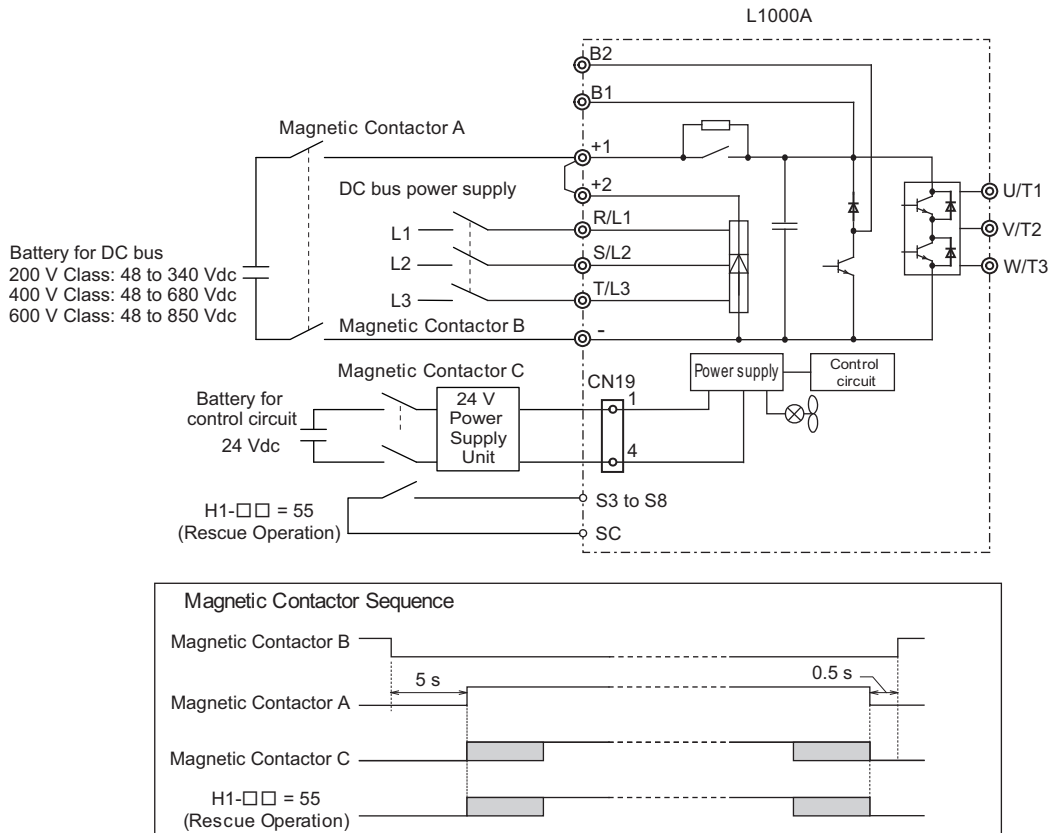 L1000A
B2
B1
Magnetic Contactor A
+1
+2
DC bus power supply
R/L1
L1
S/L2
L2
T/L3
L3
U/T1
V/T2
W/T3
Battery for DC bus
200 V Class: 48 to 340 Vdc
400 V Class: 48 to 680 Vdc
600 V Class: 48 to 850 Vdc
Magnetic Contactor B
-
Magnetic Contactor C
CN19
Power supply
Control
circuit
Battery for
control circuit
24 Vdc
24 V
Power
Supply
Unit
1
4
H1-□□ = 55
(Rescue Operation)
S3 to S8
SC
Magnetic Contactor Sequence
Magnetic Contactor B
5 s
0.5 s
Magnetic Contactor A
Magnetic Contactor C
H1-□□ = 55
(Rescue Operation)